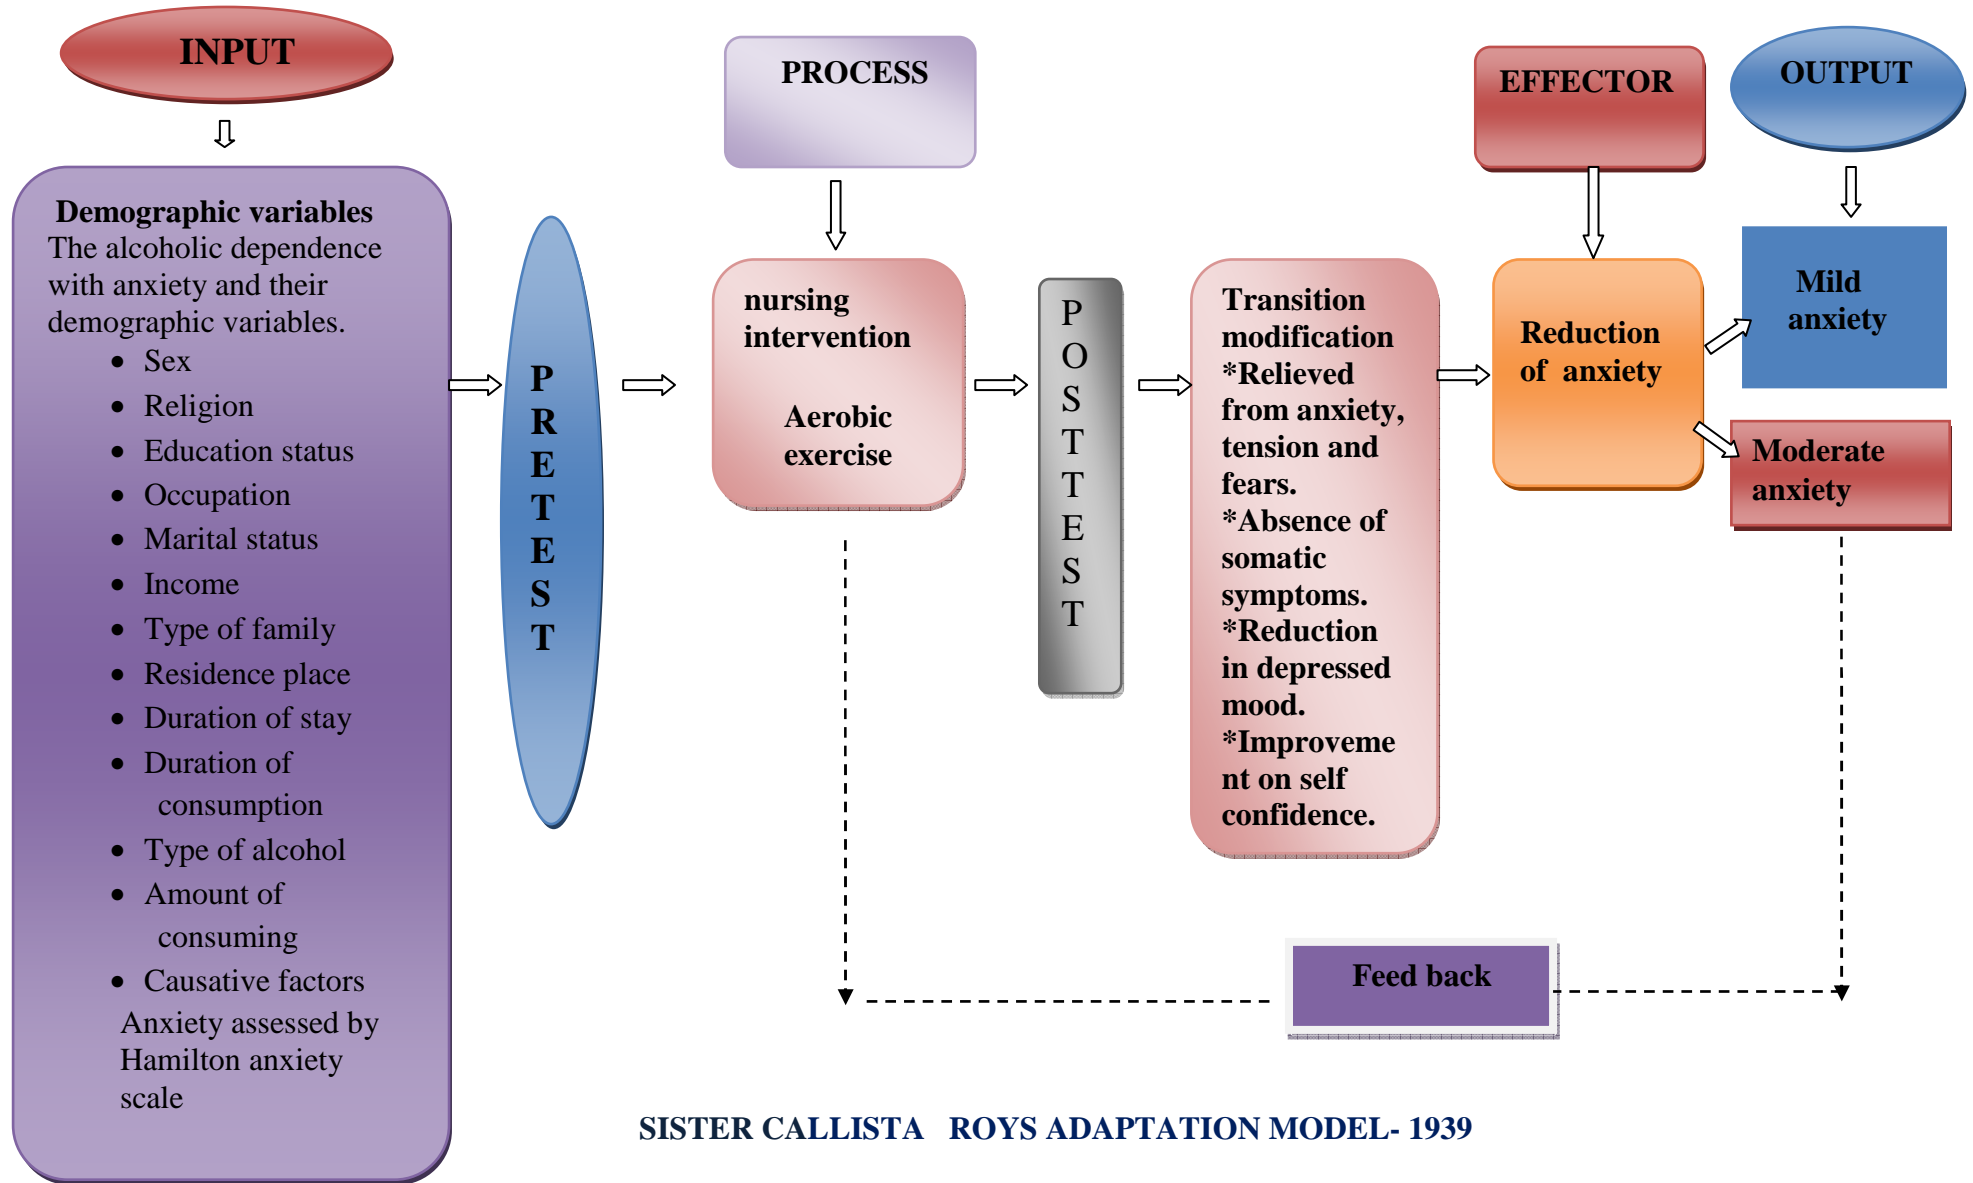 INPUT
Demographic variables
The alcoholic dependence
with anxiety and their
demographic variables.
• Sex
• Religion
• Education status
• Occupation
• Marital status
• Income
• Type of family
• Residence place
• Duration of stay
• Duration of
consumption
• Type of alcohol
• Amount of
consuming
• Causative factors
Anxiety assessed by
Hamilton anxiety
scale
P
R
E
T
E
S
T
PROCESS
nursing
intervention
Aerobic
exercise
P
O
S
T
T
E
S
T
Transition
modification
*Relieved
from anxiety,
tension and
fears.
*Absence of
somatic
symptoms.
*Reduction
in depressed
mood.
*Improveme
nt on self
confidence.
EFFECTOR
Reduction
of anxiety
OUTPUT
Mild
anxiety
Moderate
anxiety
Feed back
SISTER CALLISTA ROYS ADAPTATION MODEL- 1939